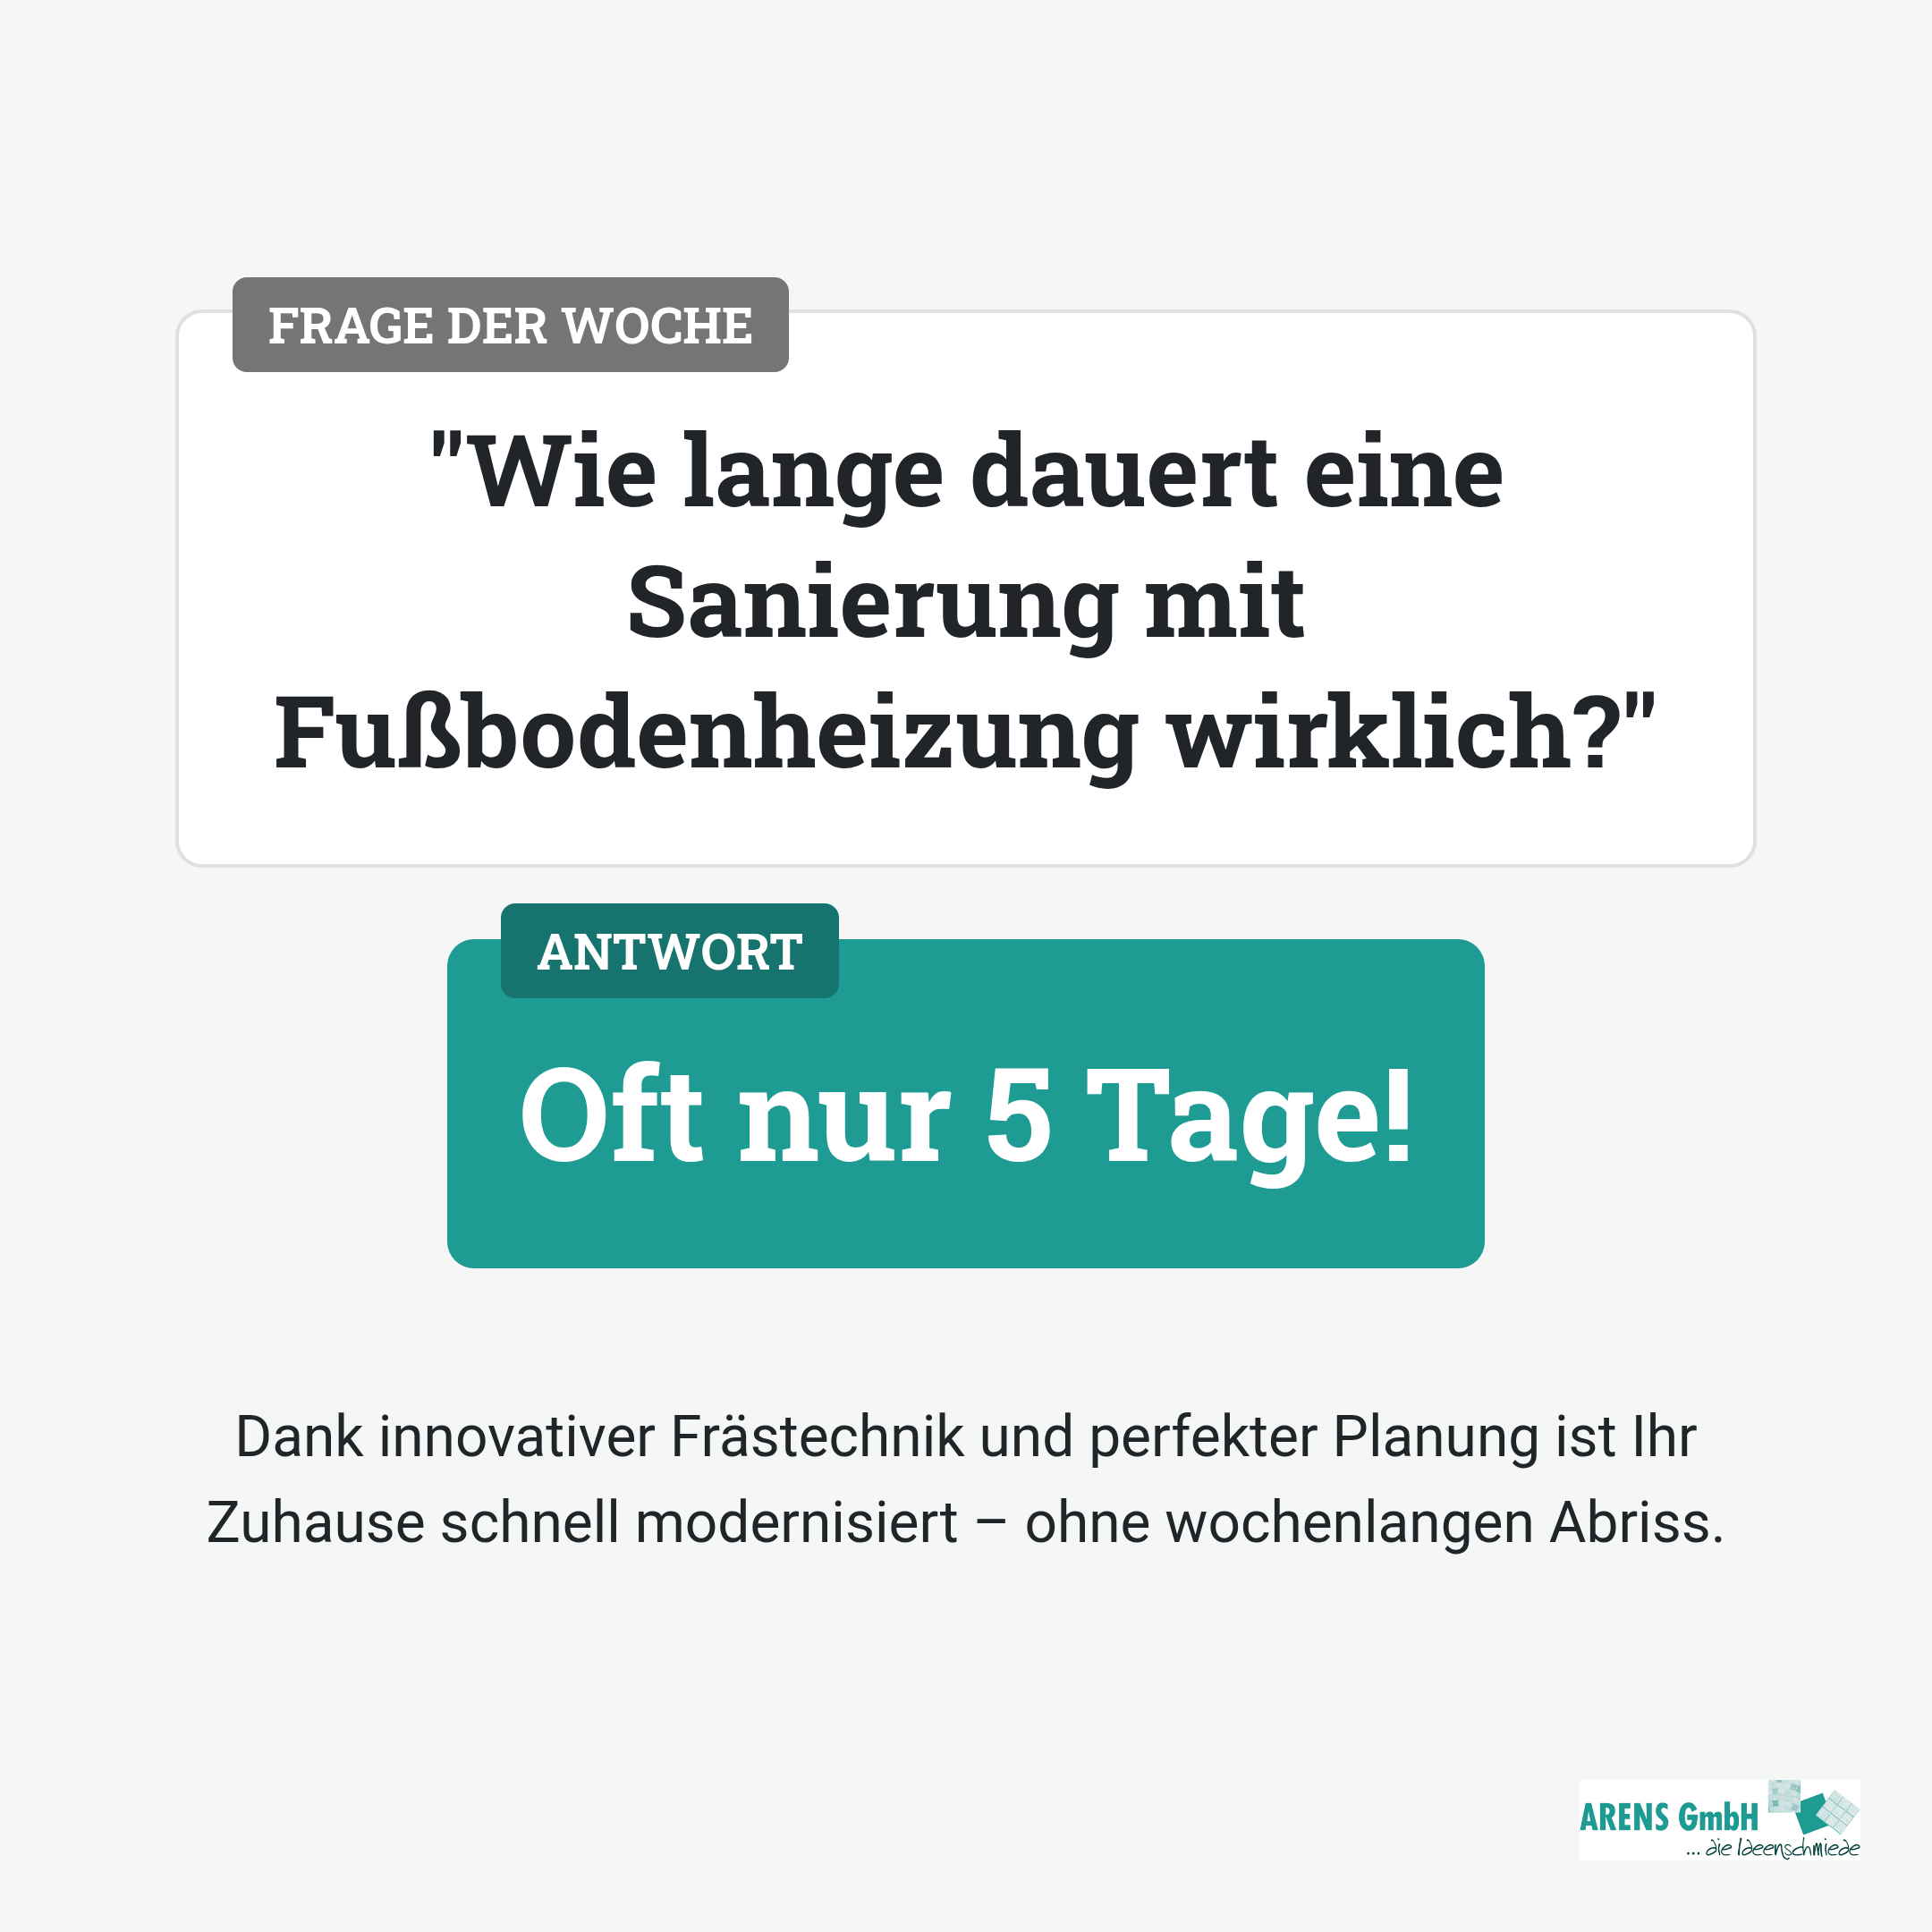 FRAGE DER WOCHE
"Wie lange dauert eine
Sanierung mit
Fußbodenheizung wirklich?"
ANTWORT
Oft nur 5 Tage!
Dank innovativer Frästechnik und perfekter Planung ist Ihr
Zuhause schnell modernisiert – ohne wochenlangen Abriss.
ARENS GmbH
... die Ideenschmiede